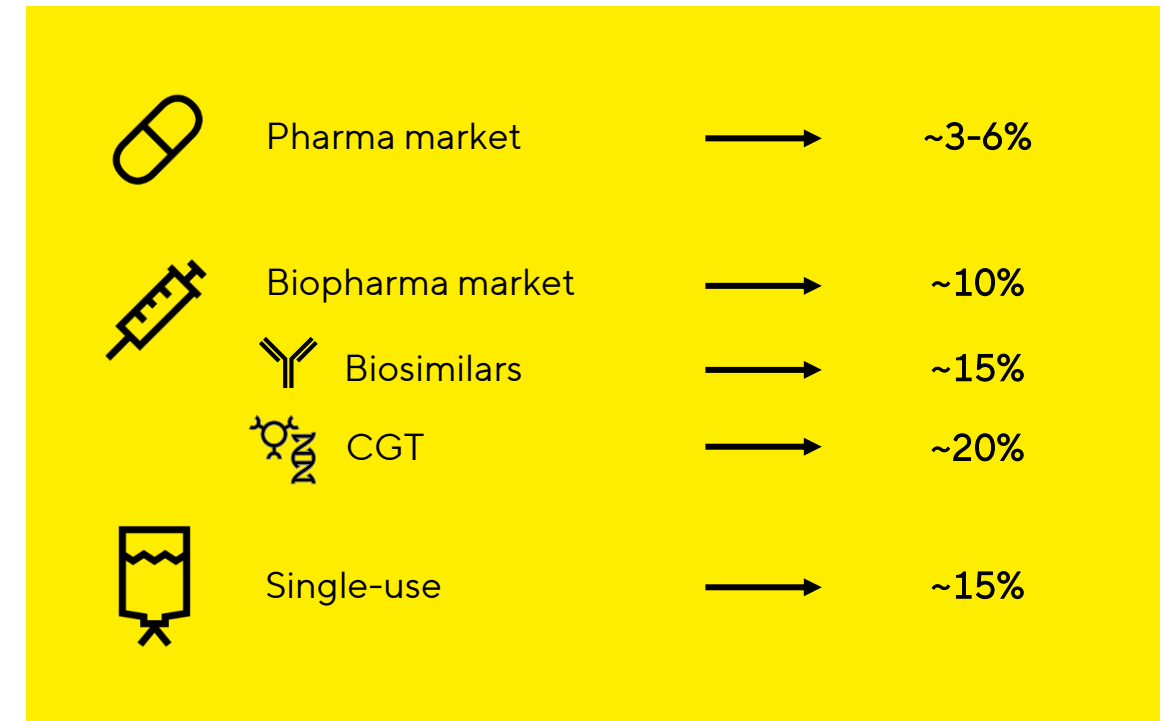 Pharma market ~3-6%
Biopharma market ~10%
Biosimilars ~15%
CGT ~20%
Single-use ~15%